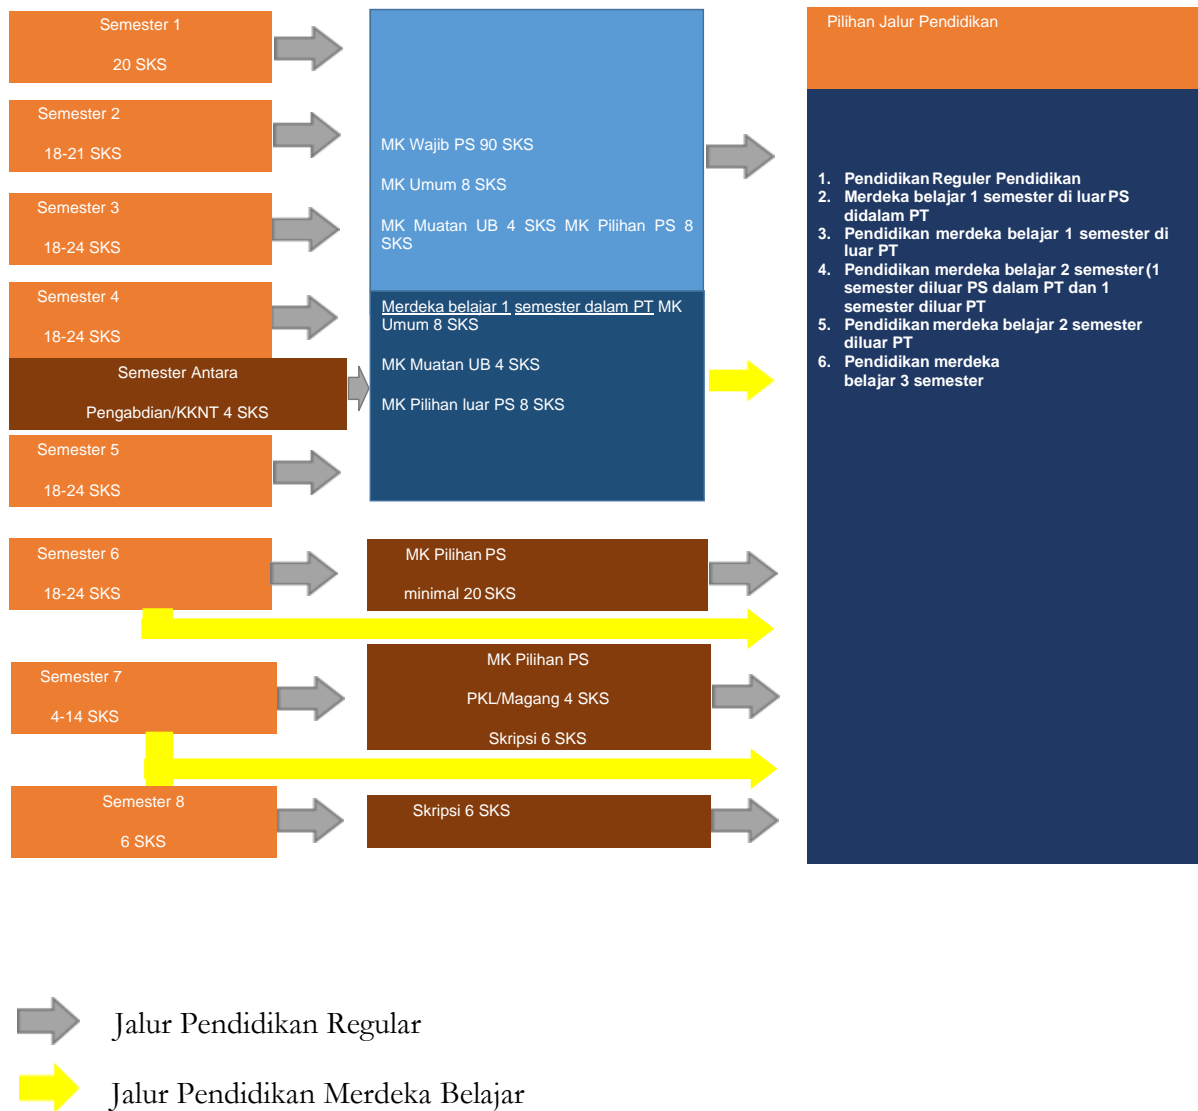 Semester 1
20 SKS
Semester 2
18-21 SKS
Semester 3
18-24 SKS
Semester 4
18-24 SKS
Semester Antara
Pengabdian/KKNT 4 SKS
Semester 5
18-24 SKS
Semester 6
18-24 SKS
Semester 7
4-14 SKS
Semester 8
6 SKS
MK Wajib PS 90 SKS
MK Umum 8 SKS
MK Muatan UB 4 SKS MK Pilihan PS 8
SKS
Merdeka belajar 1 semester dalam PT MK
Umum 8 SKS
MK Muatan UB 4 SKS
MK Pilihan luar PS 8 SKS
MK Pilihan PS
minimal 20 SKS
MK Pilihan PS
PKL/Magang 4 SKS
Skripsi 6 SKS
Skripsi 6 SKS
Pilihan Jalur Pendidikan
1. Pendidikan Reguler Pendidikan
2. Merdeka belajar 1 semester di luar PS
didalam PT
3. Pendidikan merdeka belajar 1 semester di
luar PT
4. Pendidikan merdeka belajar 2 semester (1
semester diluar PS dalam PT dan 1
semester diluar PT
5. Pendidikan merdeka belajar 2 semester
diluar PT
6. Pendidikan merdeka
belajar 3 semester
Jalur Pendidikan Regular
Jalur Pendidikan Merdeka Belajar